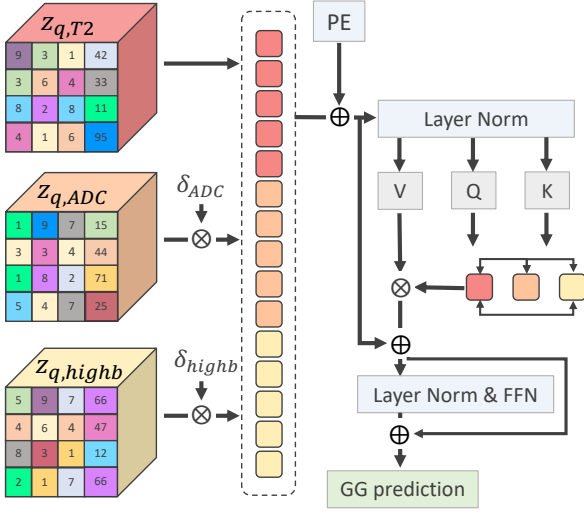 z_{q,T2}
9 3 1 42
3 6 4 33
8 2 8 11
4 1 6 95
z_{q,ADC}
1 9 7 15
3 3 4 44
1 8 2 71
5 4 7 25
δ_{ADC}
⊗
z_{q,highb}
5 9 7 66
4 6 4 47
8 3 1 12
2 1 7 66
δ_{highb}
⊗
PE
⊕
Layer Norm
V Q K
⊗
⊕
Layer Norm & FFN
⊕
GG prediction